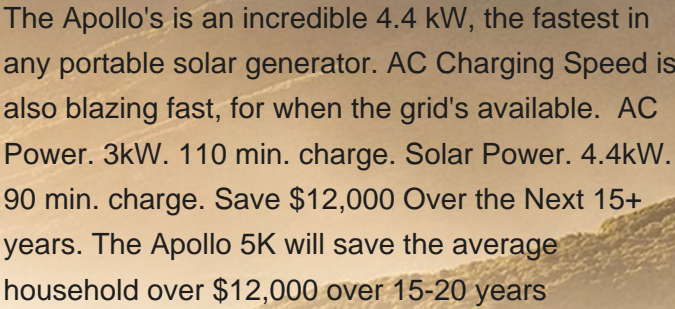 The Apollo's is an incredible 4.4 kW, the fastest in
any portable solar generator. AC Charging Speed is
also blazing fast, for when the grid's available.  AC
Power. 3kW. 110 min. charge. Solar Power. 4.4kW.
90 min. charge. Save $12,000 Over the Next 15+
years. The Apollo 5K will save the average
household over $12,000 over 15-20 years